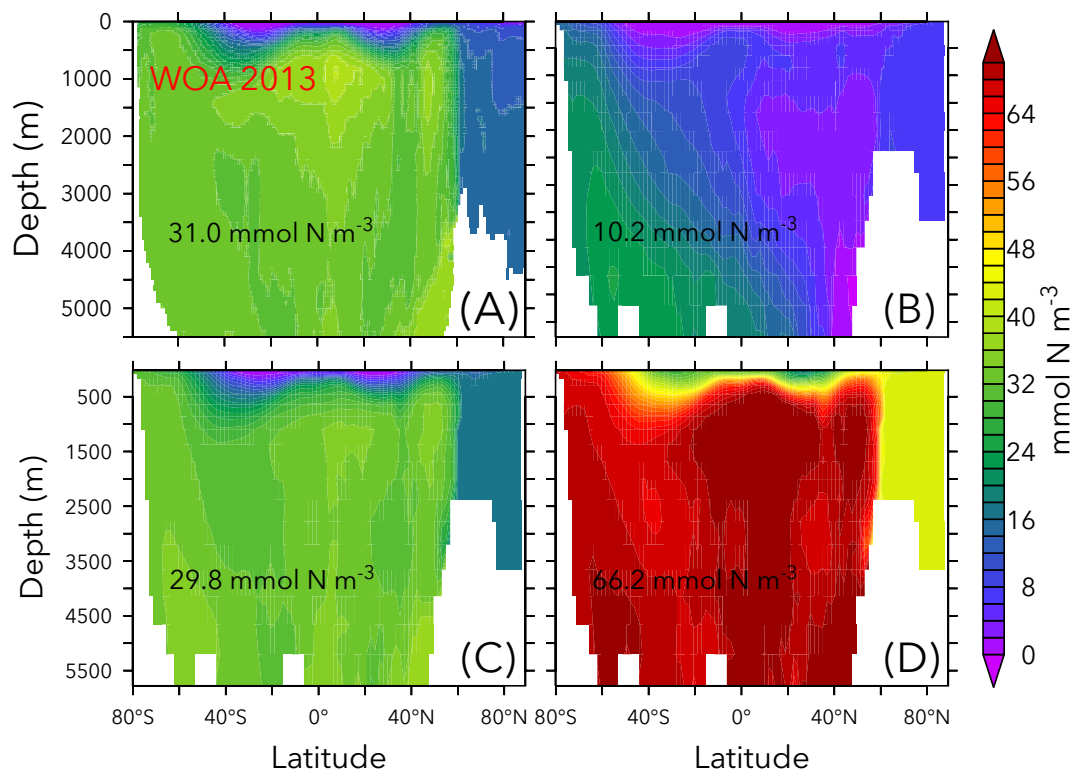 0
1000
2000
3000
4000
5000
Depth (m)
WOA 2013
31.0 mmol N m-3
(A)
10.2 mmol N m-3
(B)
500
1500
2500
3500
4500
5500
Depth (m)
29.8 mmol N m-3
(C)
66.2 mmol N m-3
(D)
80°S 40°S 0° 40°N 80°N
80°S 40°S 0° 40°N 80°N
Latitude
Latitude
64
56
48
40
32
24
16
8
0
mmol N m-3